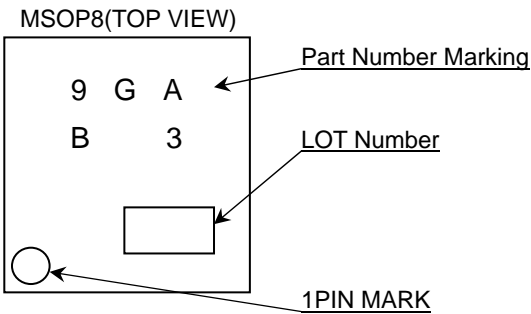 MSOP8(TOP VIEW)
Part Number Marking
9 G A
B 3
LOT Number
1PIN MARK